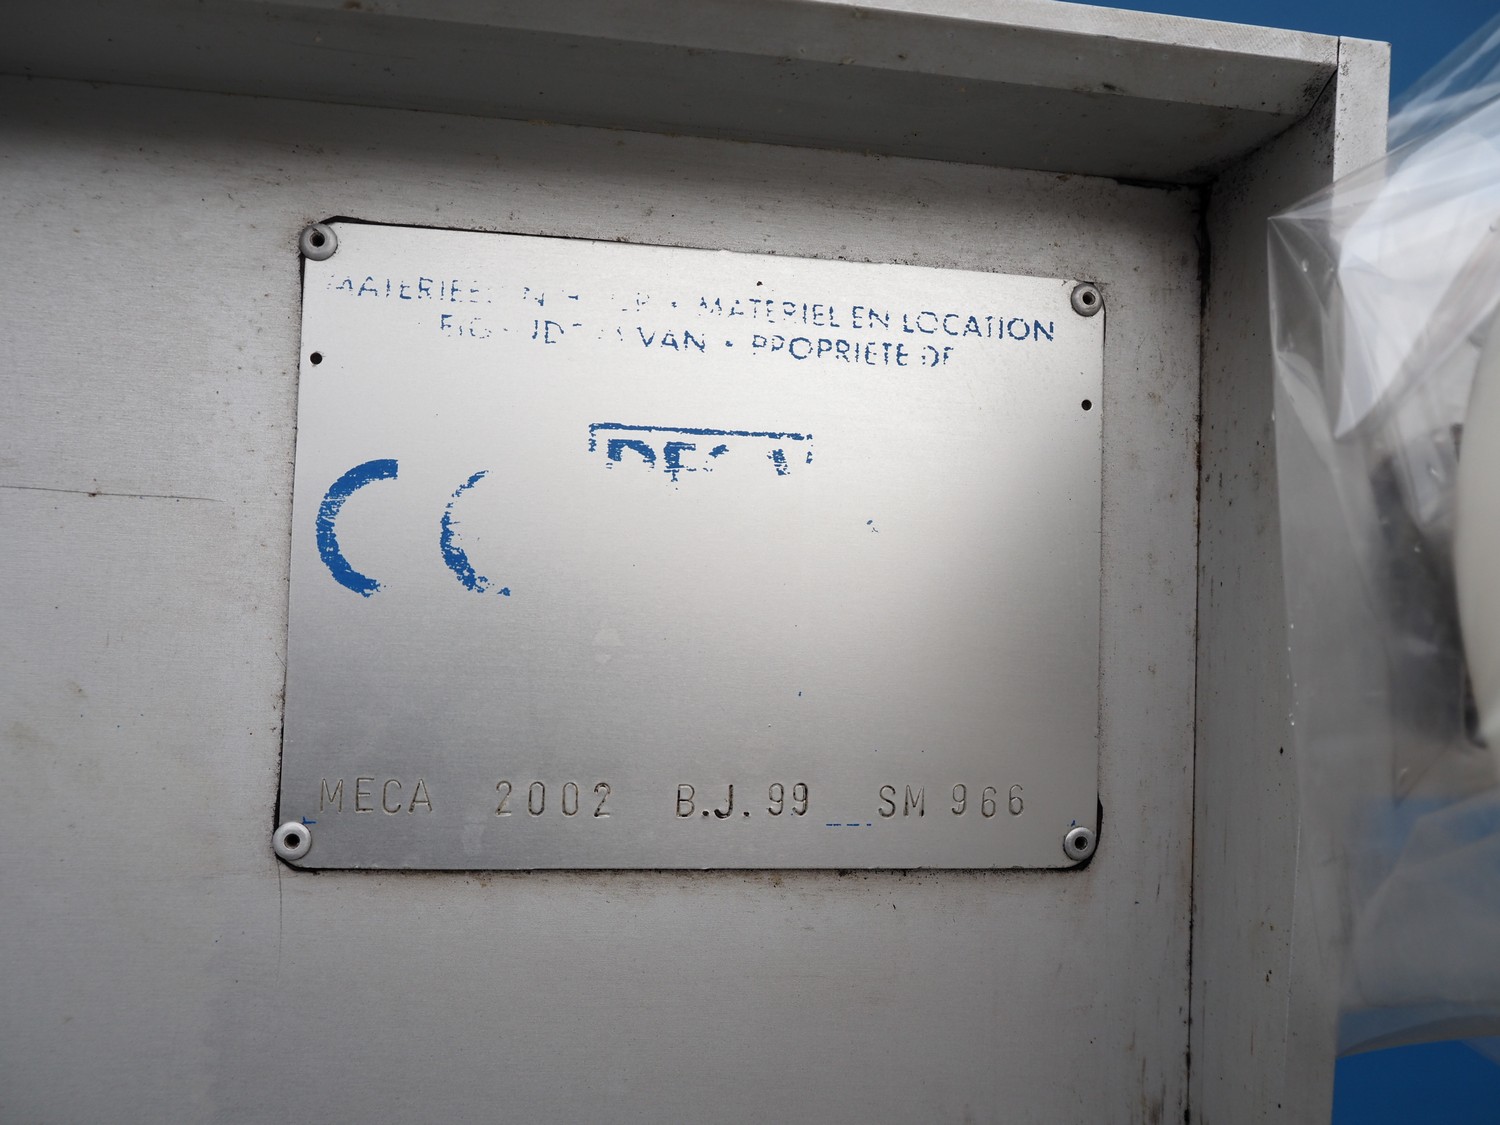 MATERIEEL IN HUUR • MATERIEL EN LOCATION
EIGENDOM VAN • PROPRIETE DE
CE
MECA 2002 B.J. 99 SM 966